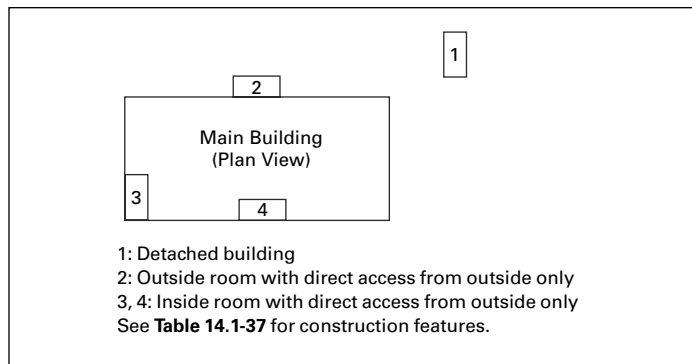 1
2
Main Building
(Plan View)
3
4
1: Detached building
2: Outside room with direct access from outside only
3, 4: Inside room with direct access from outside only
See Table 14.1-37 for construction features.